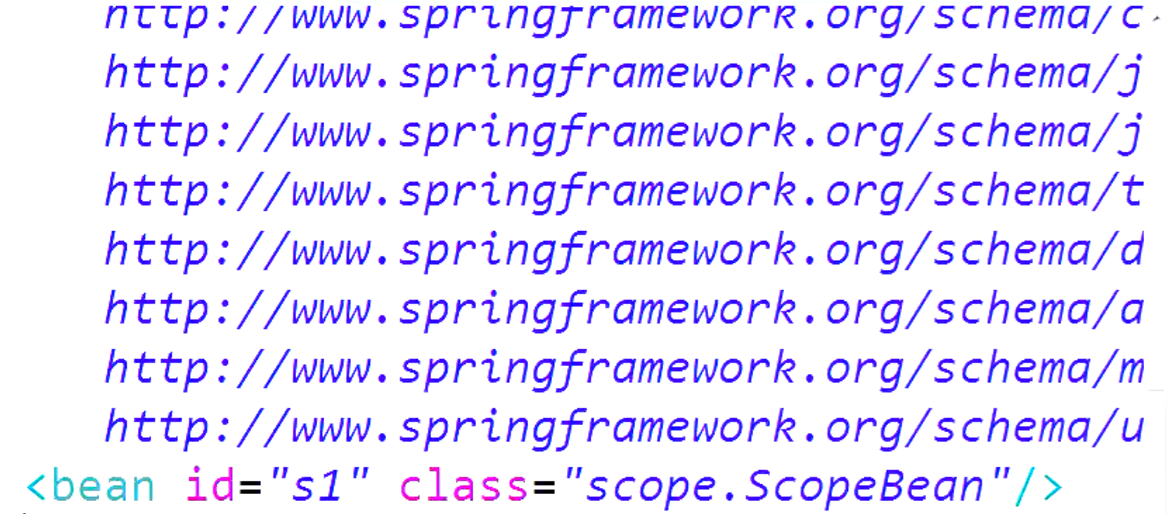 http://www.springframework.org/schema/c
http://www.springframework.org/schema/j
http://www.springframework.org/schema/j
http://www.springframework.org/schema/t
http://www.springframework.org/schema/d
http://www.springframework.org/schema/a
http://www.springframework.org/schema/m
http://www.springframework.org/schema/u
<bean id="s1" class="scope.ScopeBean"/>